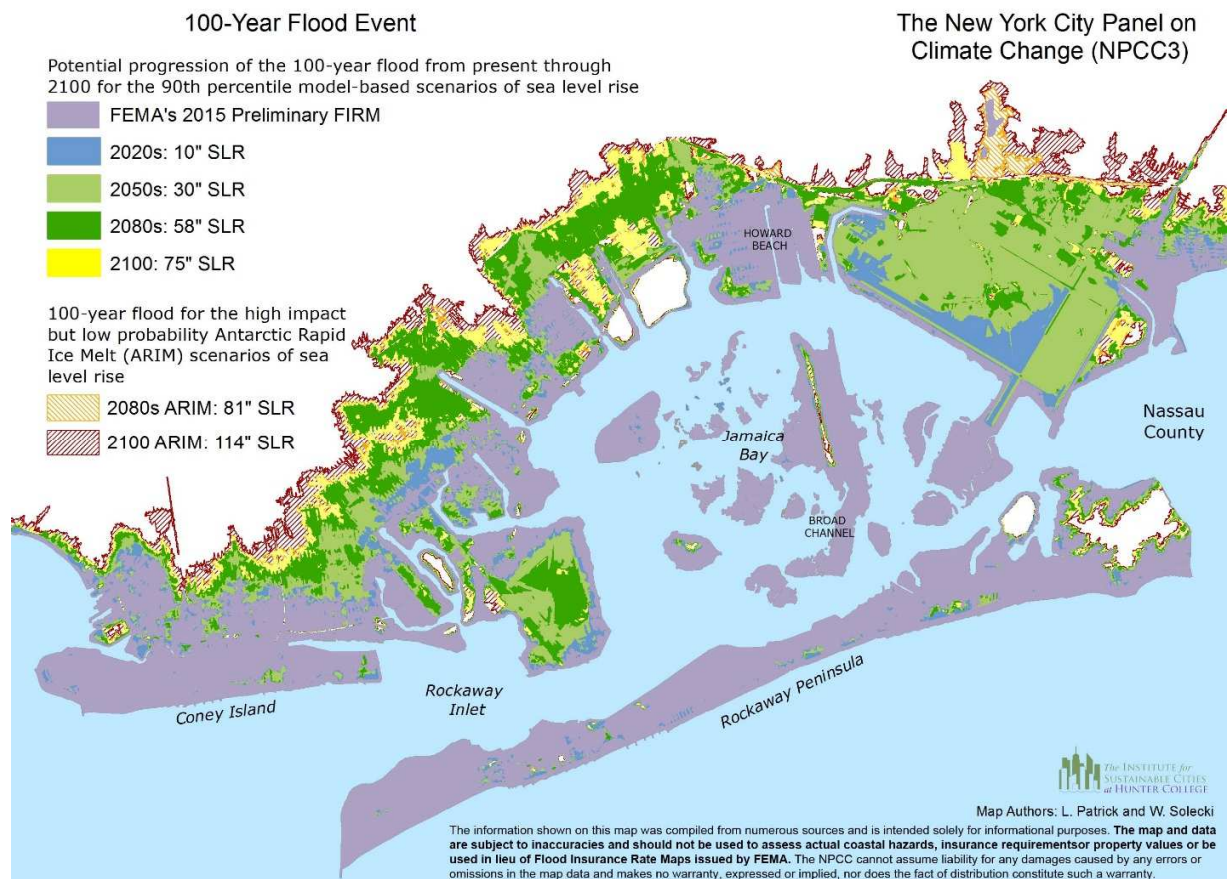 100-Year Flood Event
The New York City Panel on
Climate Change (NPCC3)
Potential progression of the 100-year flood from present through
2100 for the 90th percentile model-based scenarios of sea level rise
FEMA's 2015 Preliminary FIRM
2020s: 10" SLR
2050s: 30" SLR
2080s: 58" SLR
2100: 75" SLR
100-year flood for the high impact
but low probability Antarctic Rapid
Ice Melt (ARIM) scenarios of sea
level rise
2080s ARIM: 81" SLR
2100 ARIM: 114" SLR
HOWARD
BEACH
Jamaica
Bay
Nassau
County
BROAD
CHANNEL
Coney Island
Rockaway
Inlet
Rockaway Peninsula
The INSTITUTE for
SUSTAINABLE CITIES
at HUNTER COLLEGE
Map Authors: L. Patrick and W. Solecki
The information shown on this map was compiled from numerous sources and is intended solely for informational purposes. The map and data
are subject to inaccuracies and should not be used to assess actual coastal hazards, insurance requirementsor property values or be
used in lieu of Flood Insurance Rate Maps issued by FEMA. The NPCC cannot assume liability for any damages caused by any errors or
omissions in the map data and makes no warranty, expressed or implied, nor does the fact of distribution constitute such a warranty.